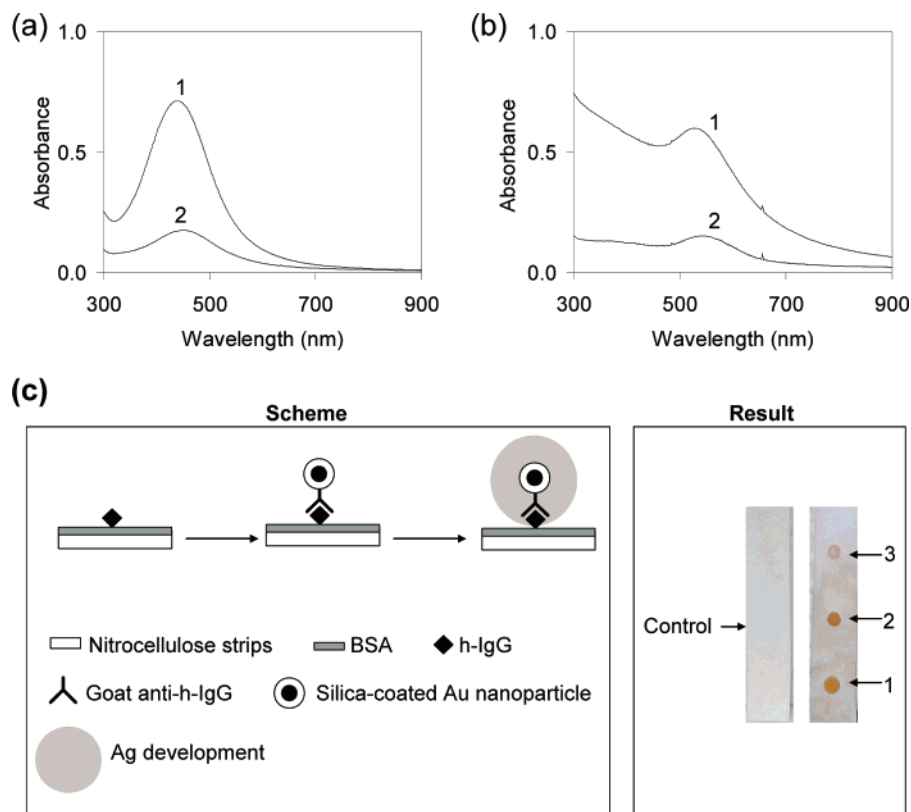 (a)
1.0
0.5
0.0
Absorbance
1
2
300 500 700 900
Wavelength (nm)
(b)
1.0
0.5
0.0
Absorbance
1
2
300 500 700 900
Wavelength (nm)
(c)
Scheme
Nitrocellulose strips
BSA
h-IgG
Goat anti-h-IgG
Silica-coated Au nanoparticle
Ag development
Result
Control
3
2
1